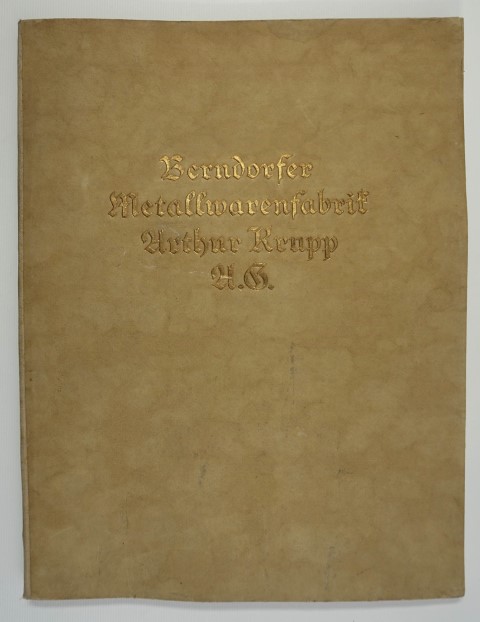 Berndorfer
Metallwarenfabrik
Arthur Krupp
A.G.